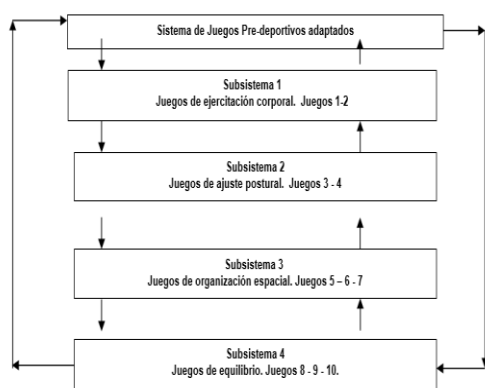 Sistema de Juegos Pre-deportivos adaptados
Subsistema 1
Juegos de ejercitación corporal. Juegos 1-2
Subsistema 2
Juegos de ajuste postural. Juegos 3 - 4
Subsistema 3
Juegos de organización espacial. Juegos 5 – 6 - 7
Subsistema 4
Juegos de equilibrio. Juegos 8 - 9 - 10.